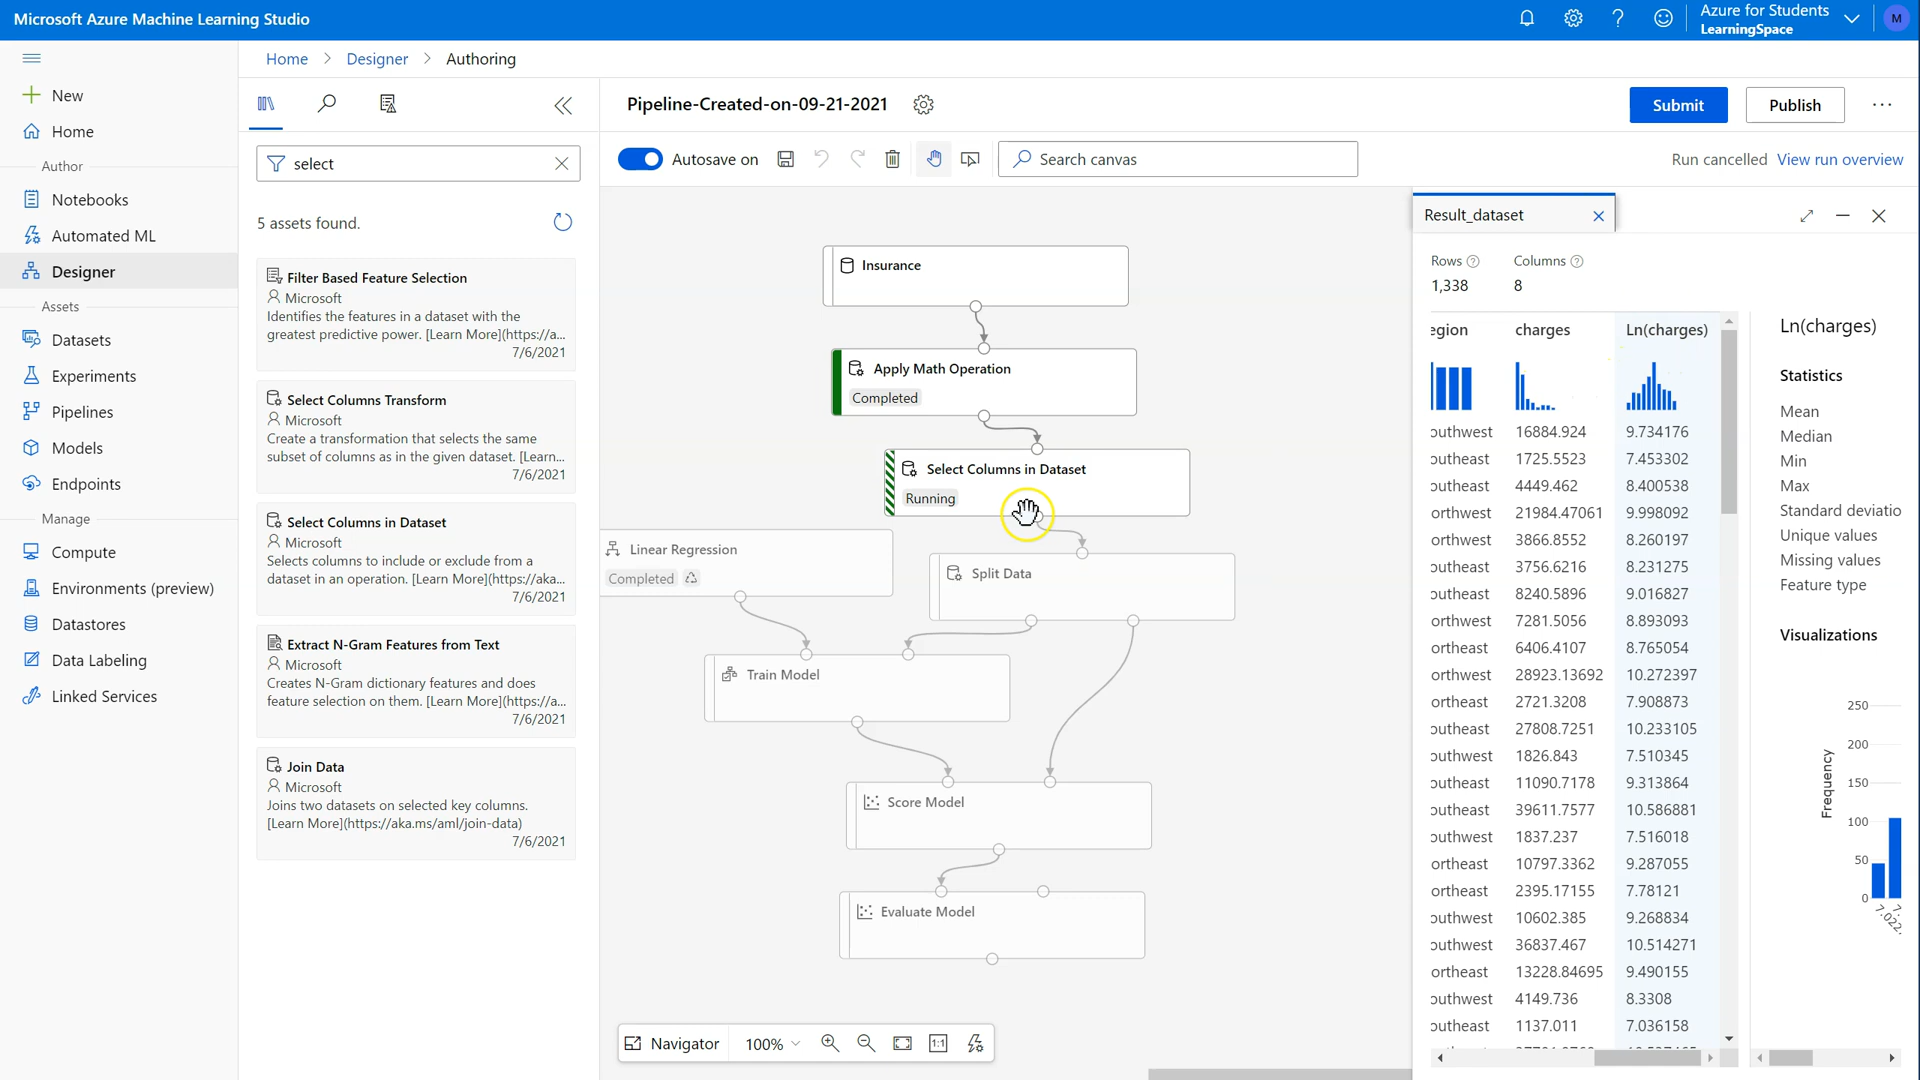 Microsoft Azure Machine Learning Studio
Azure for Students
LearningSpace
M
Home > Designer > Authoring
New
Home
Author
Notebooks
Automated ML
Designer
Assets
Datasets
Experiments
Pipelines
Models
Endpoints
Manage
Compute
Environments (preview)
Datastores
Data Labeling
Linked Services
select
5 assets found.
Filter Based Feature Selection
Microsoft
Identifies the features in a dataset with the
greatest predictive power. [Learn More](https://a...
7/6/2021
Select Columns Transform
Microsoft
Create a transformation that selects the same
subset of columns as in the given dataset. [Learn...
7/6/2021
Select Columns in Dataset
Microsoft
Selects columns to include or exclude from a
dataset in an operation. [Learn More](https://aka...
7/6/2021
Extract N-Gram Features from Text
Microsoft
Creates N-Gram dictionary features and does
feature selection on them. [Learn More](https://a...
7/6/2021
Join Data
Microsoft
Joins two datasets on selected key columns.
[Learn More](https://aka.ms/aml/join-data)
7/6/2021
Pipeline-Created-on-09-21-2021
Submit
Publish
Autosave on
Search canvas
Run cancelled View run overview
Insurance
Apply Math Operation
Completed
Select Columns in Dataset
Running
Linear Regression
Completed
Split Data
Train Model
Score Model
Evaluate Model
Navigator
100%
1:1
Result_dataset
Rows
Columns
1,338
8
egion charges Ln(charges)
outhwest 16884.924 9.734176
outheast 1725.5523 7.453302
outheast 4449.462 8.400538
orthwest 21984.47061 9.998092
orthwest 3866.8552 8.260197
outheast 3756.6216 8.231275
outheast 8240.5896 9.016827
orthwest 7281.5056 8.893093
ortheast 6406.4107 8.765054
orthwest 28923.13692 10.272397
ortheast 2721.3208 7.908873
outheast 27808.7251 10.233105
outhwest 1826.843 7.510345
outheast 11090.7178 9.313864
outheast 39611.7577 10.586881
outhwest 1837.237 7.516018
ortheast 10797.3362 9.287055
ortheast 2395.17155 7.78121
outhwest 10602.385 9.268834
outhwest 36837.467 10.514271
ortheast 13228.84695 9.490155
outhwest 4149.736 8.3308
outheast 1137.011 7.036158
Ln(charges)
Statistics
Mean
Median
Min
Max
Standard deviatio
Unique values
Missing values
Feature type
Visualizations
Frequency
250
200
150
100
50
0
7.022.